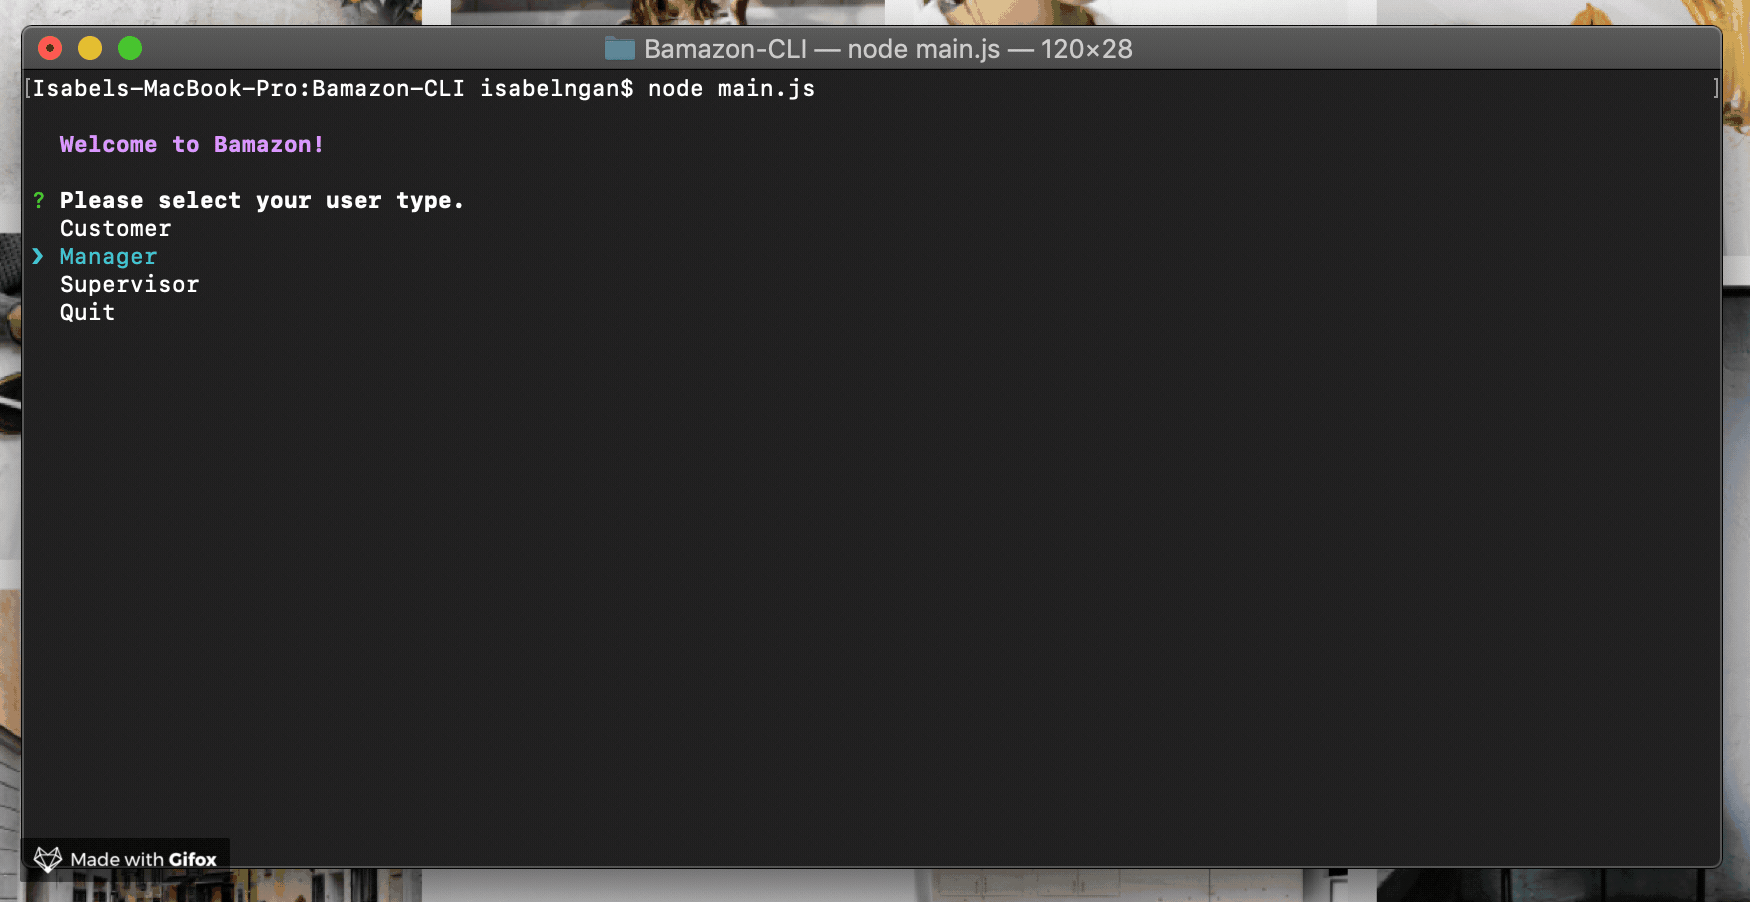 Bamazon-CLI — node main.js — 120×28
[Isabels-MacBook-Pro:Bamazon-CLI isabelngan$ node main.js ]
Welcome to Bamazon!
? Please select your user type.
Customer
❯ Manager
Supervisor
Quit
Made with Gifox